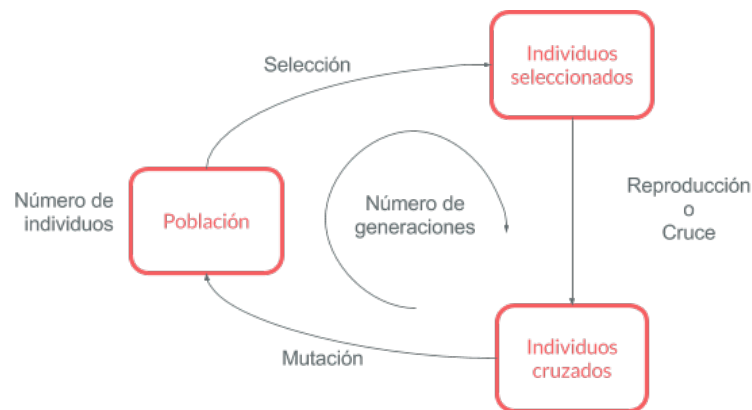 Individuos
seleccionados
Selección
Reproducción
o
Cruce
Número de
individuos
Población
Número de
generaciones
Individuos
cruzados
Mutación